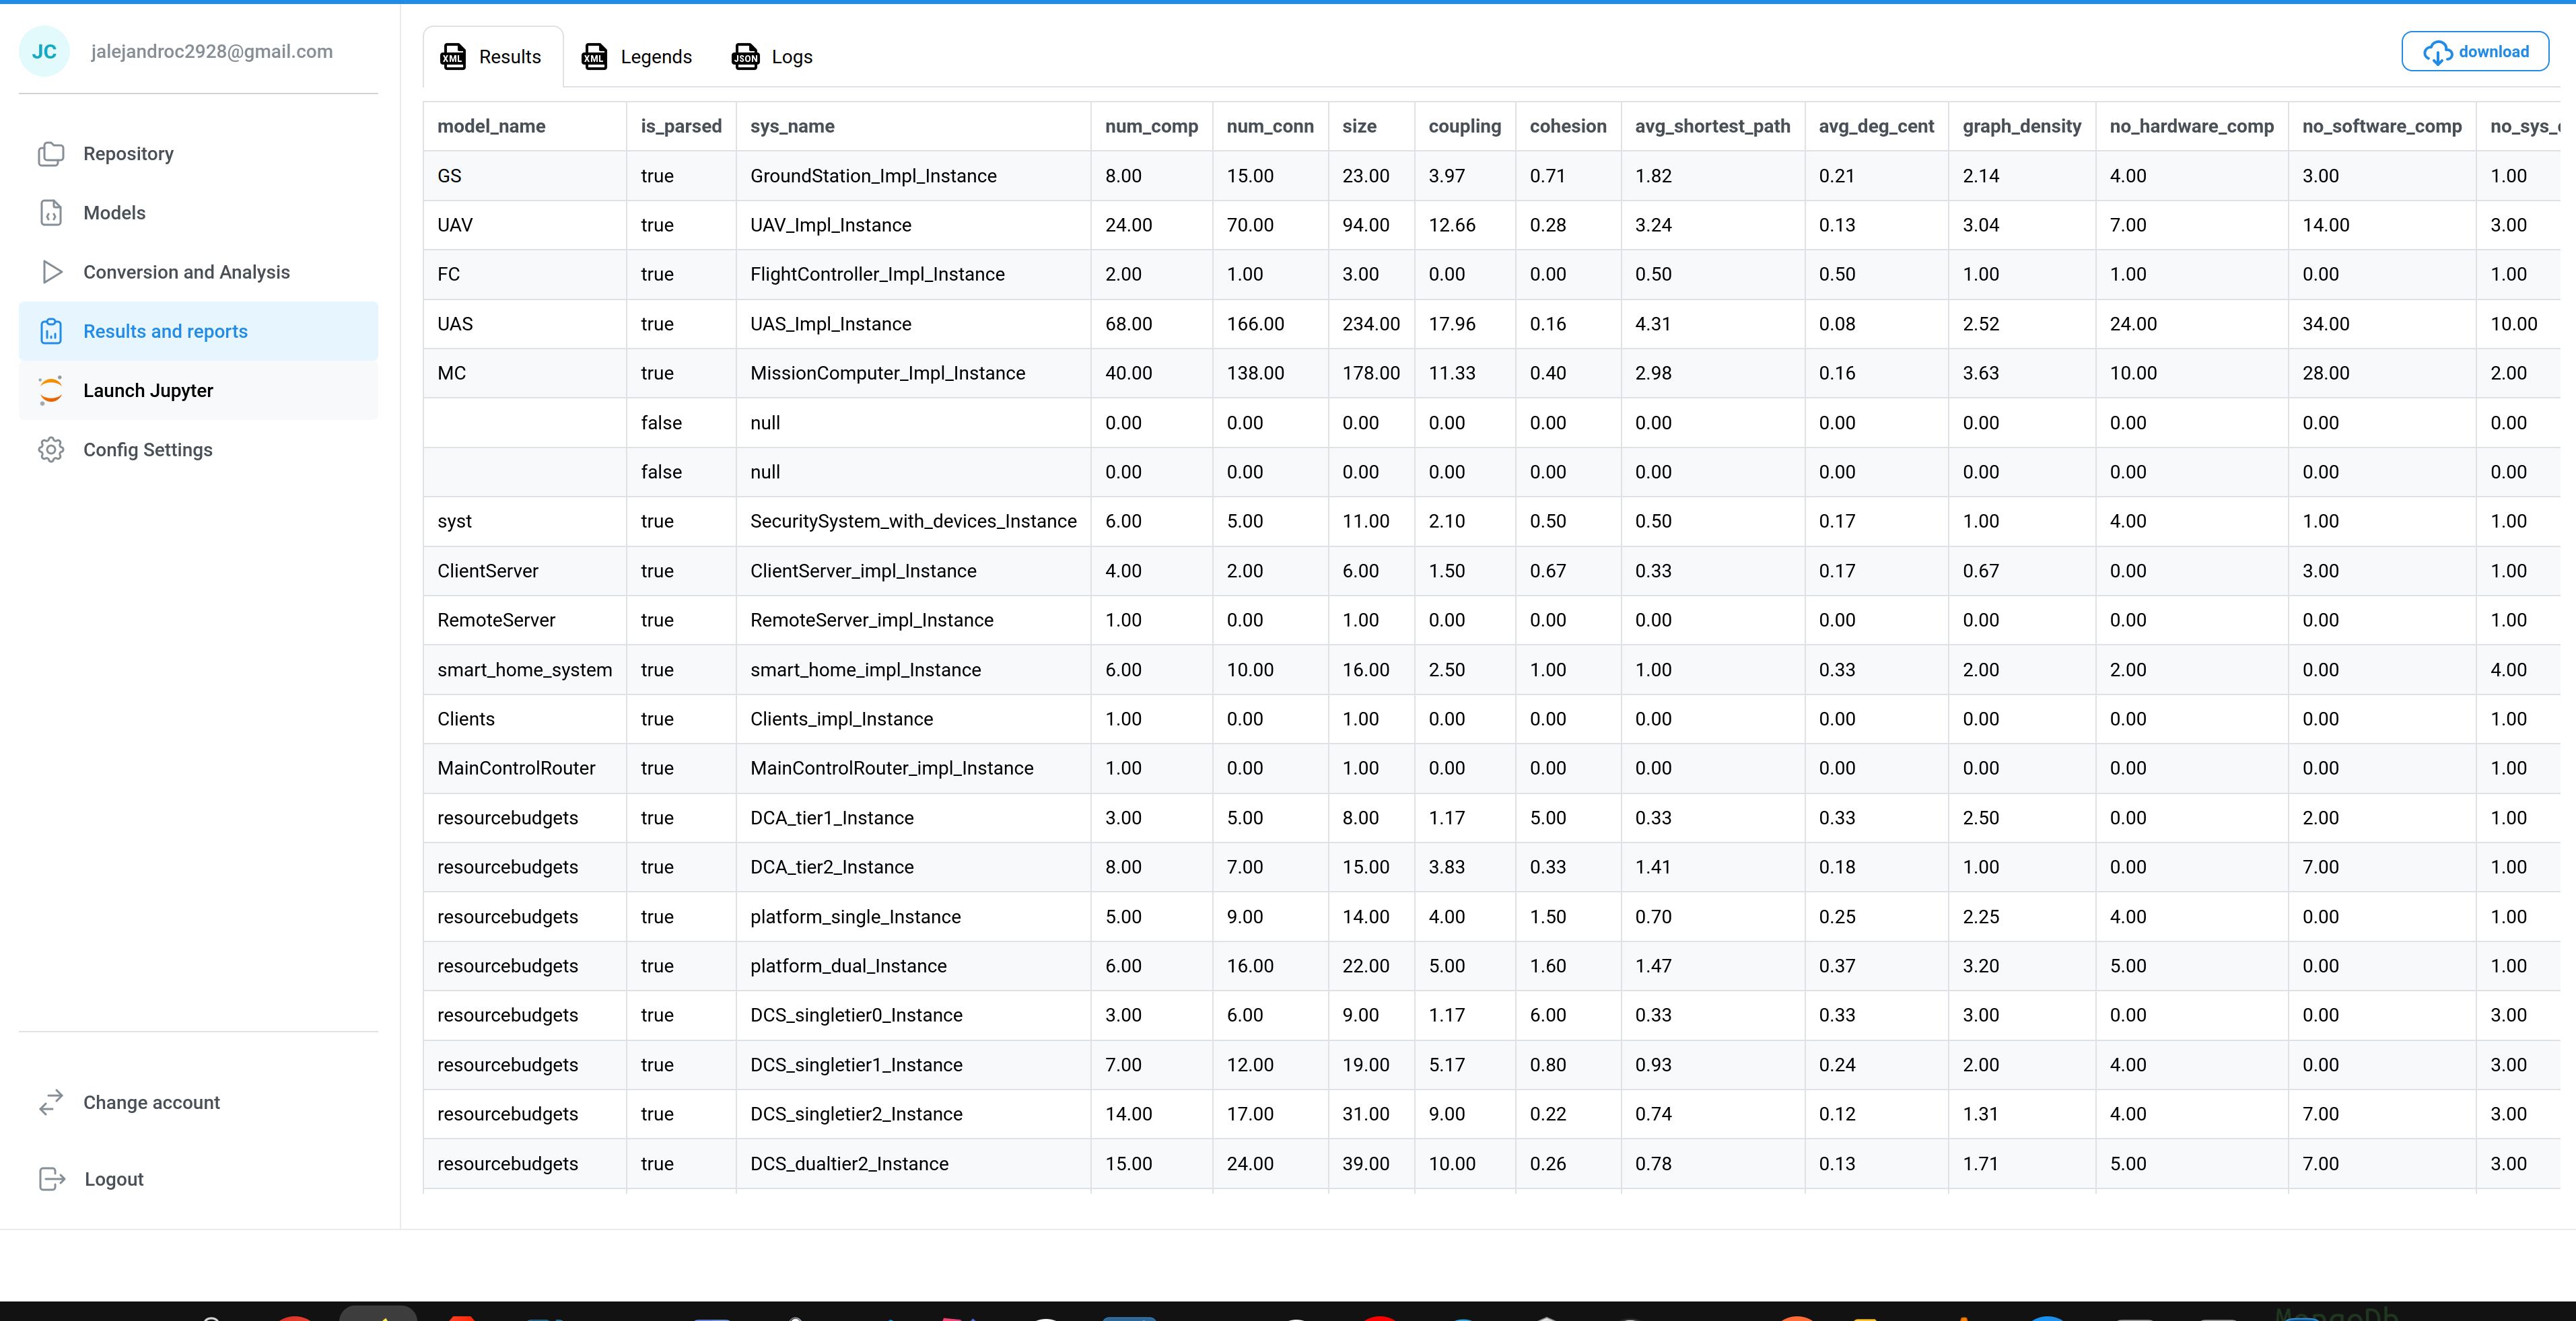 JC jalejandroc2928@gmail.com
Repository
Models
Conversion and Analysis
Results and reports
Launch Jupyter
Config Settings
Change account
Logout
XML Results XML Legends JSON Logs download
model_name is_parsed sys_name num_comp num_conn size coupling cohesion avg_shortest_path avg_deg_cent graph_density no_hardware_comp no_software_comp no_sys_
GS true GroundStation_Impl_Instance 8.00 15.00 23.00 3.97 0.71 1.82 0.21 2.14 4.00 3.00 1.00
UAV true UAV_Impl_Instance 24.00 70.00 94.00 12.66 0.28 3.24 0.13 3.04 7.00 14.00 3.00
FC true FlightController_Impl_Instance 2.00 1.00 3.00 0.00 0.00 0.50 0.50 1.00 1.00 0.00 1.00
UAS true UAS_Impl_Instance 68.00 166.00 234.00 17.96 0.16 4.31 0.08 2.52 24.00 34.00 10.00
MC true MissionComputer_Impl_Instance 40.00 138.00 178.00 11.33 0.40 2.98 0.16 3.63 10.00 28.00 2.00
false null 0.00 0.00 0.00 0.00 0.00 0.00 0.00 0.00 0.00 0.00 0.00
false null 0.00 0.00 0.00 0.00 0.00 0.00 0.00 0.00 0.00 0.00 0.00
syst true SecuritySystem_with_devices_Instance 6.00 5.00 11.00 2.10 0.50 0.50 0.17 1.00 4.00 1.00 1.00
ClientServer true ClientServer_impl_Instance 4.00 2.00 6.00 1.50 0.67 0.33 0.17 0.67 0.00 3.00 1.00
RemoteServer true RemoteServer_impl_Instance 1.00 0.00 1.00 0.00 0.00 0.00 0.00 0.00 0.00 0.00 1.00
smart_home_system true smart_home_impl_Instance 6.00 10.00 16.00 2.50 1.00 1.00 0.33 2.00 2.00 0.00 4.00
Clients true Clients_impl_Instance 1.00 0.00 1.00 0.00 0.00 0.00 0.00 0.00 0.00 0.00 1.00
MainControlRouter true MainControlRouter_impl_Instance 1.00 0.00 1.00 0.00 0.00 0.00 0.00 0.00 0.00 0.00 1.00
resourcebudgets true DCA_tier1_Instance 3.00 5.00 8.00 1.17 5.00 0.33 0.33 2.50 0.00 2.00 1.00
resourcebudgets true DCA_tier2_Instance 8.00 7.00 15.00 3.83 0.33 1.41 0.18 1.00 0.00 7.00 1.00
resourcebudgets true platform_single_Instance 5.00 9.00 14.00 4.00 1.50 0.70 0.25 2.25 4.00 0.00 1.00
resourcebudgets true platform_dual_Instance 6.00 16.00 22.00 5.00 1.60 1.47 0.37 3.20 5.00 0.00 1.00
resourcebudgets true DCS_singletier0_Instance 3.00 6.00 9.00 1.17 6.00 0.33 0.33 3.00 0.00 0.00 3.00
resourcebudgets true DCS_singletier1_Instance 7.00 12.00 19.00 5.17 0.80 0.93 0.24 2.00 4.00 0.00 3.00
resourcebudgets true DCS_singletier2_Instance 14.00 17.00 31.00 9.00 0.22 0.74 0.12 1.31 4.00 7.00 3.00
resourcebudgets true DCS_dualtier2_Instance 15.00 24.00 39.00 10.00 0.26 0.78 0.13 1.71 5.00 7.00 3.00